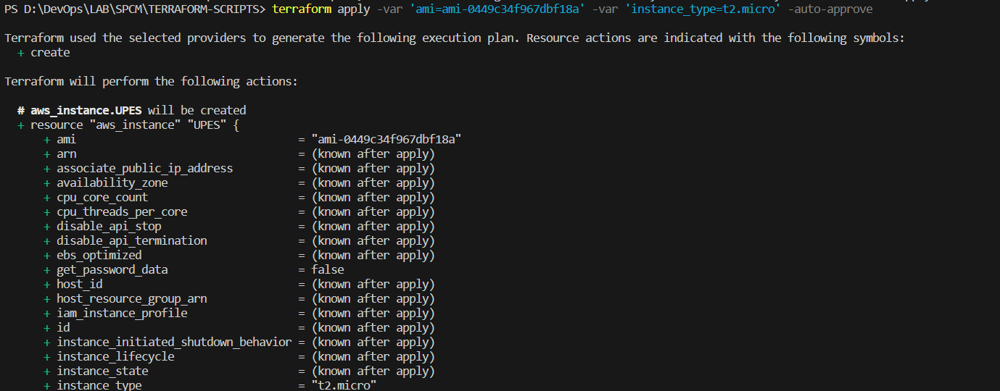 PS D:\DevOps\LAB\SPCM\TERRAFORM-SCRIPTS> terraform apply -var 'ami=ami-0449c34f967dbf18a' -var 'instance_type=t2.micro' -auto-approve
Terraform used the selected providers to generate the following execution plan. Resource actions are indicated with the following symbols:
+ create
Terraform will perform the following actions:
# aws_instance.UPES will be created
+ resource "aws_instance" "UPES" {
+ ami = "ami-0449c34f967dbf18a"
+ arn = (known after apply)
+ associate_public_ip_address = (known after apply)
+ availability_zone = (known after apply)
+ cpu_core_count = (known after apply)
+ cpu_threads_per_core = (known after apply)
+ disable_api_stop = (known after apply)
+ disable_api_termination = (known after apply)
+ ebs_optimized = (known after apply)
+ get_password_data = false
+ host_id = (known after apply)
+ host_resource_group_arn = (known after apply)
+ iam_instance_profile = (known after apply)
+ id = (known after apply)
+ instance_initiated_shutdown_behavior = (known after apply)
+ instance_lifecycle = (known after apply)
+ instance_state = (known after apply)
+ instance_type = "t2.micro"